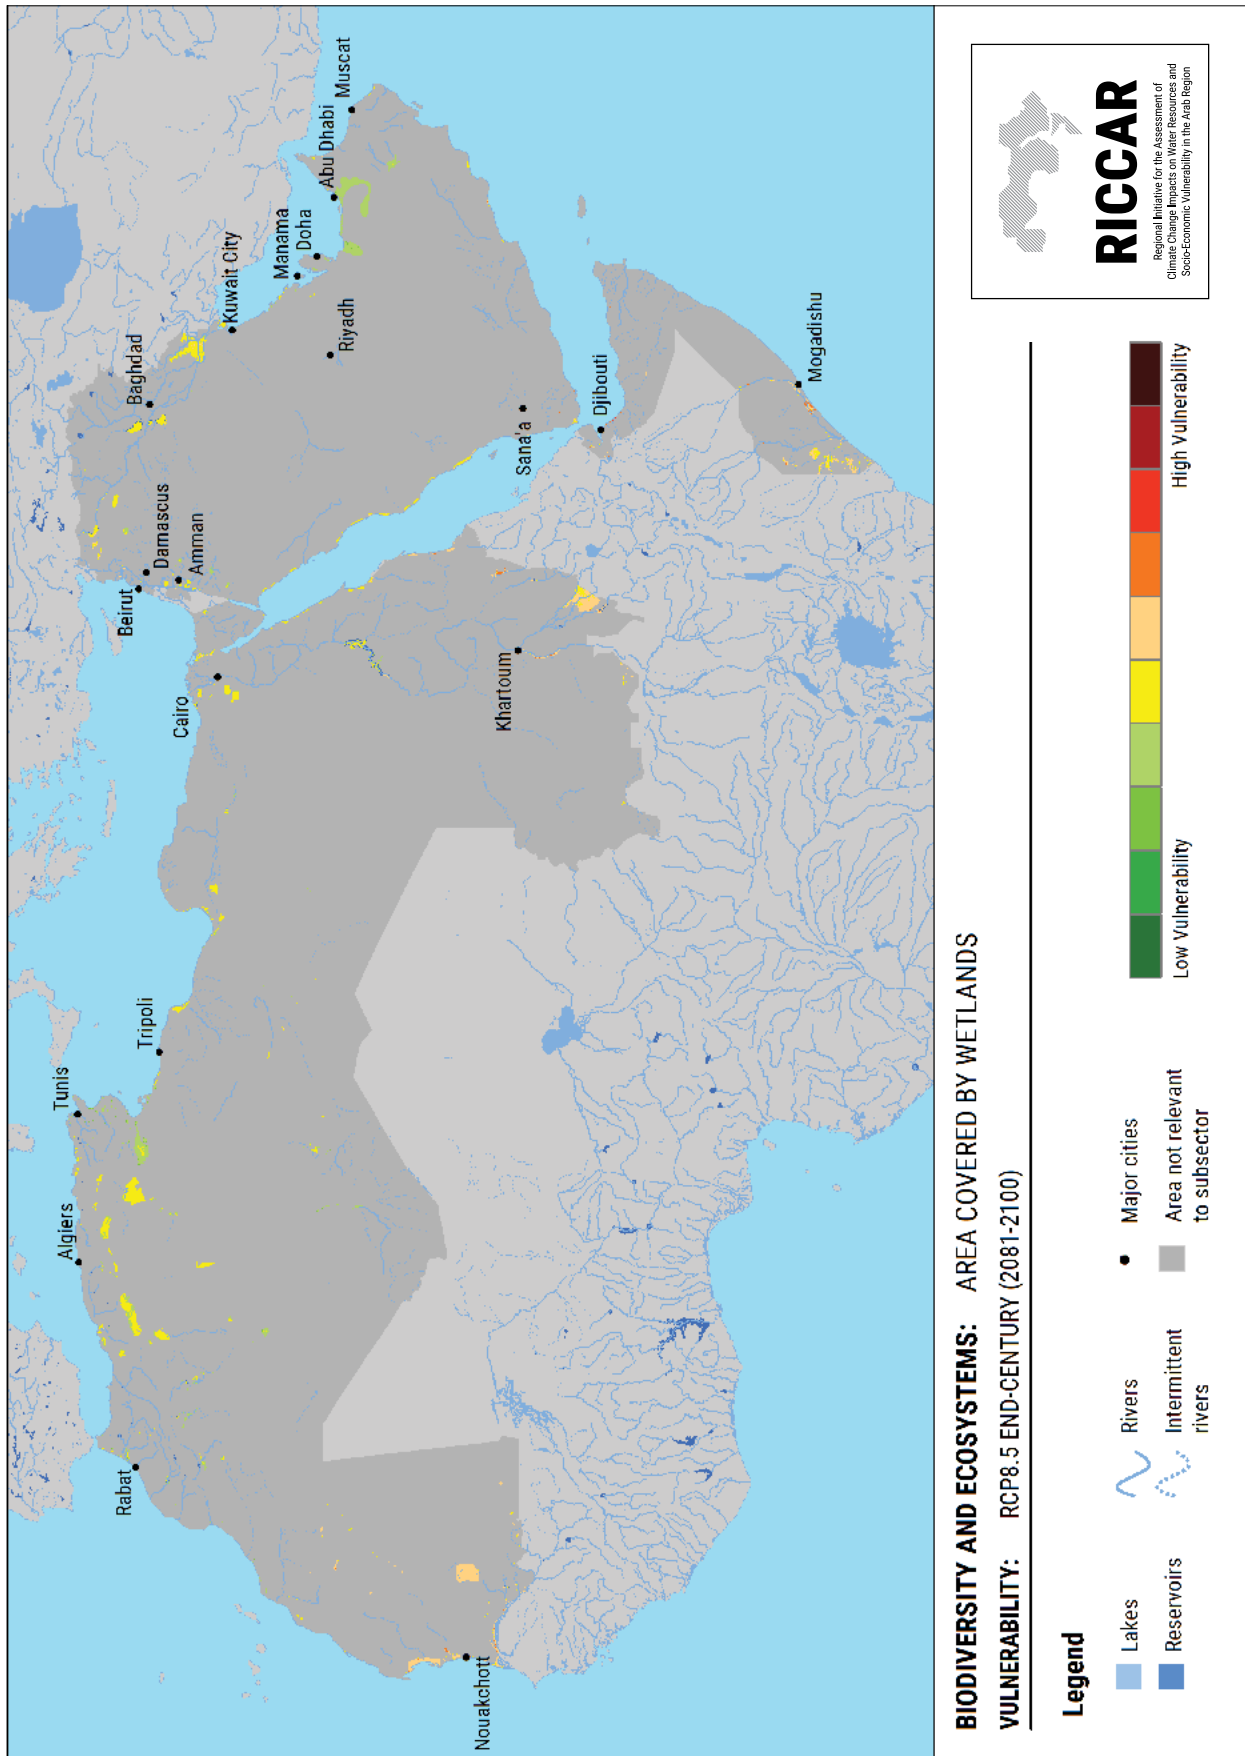 Muscat
Abu Dhabi
Manama
Doha
Kuwait City
Riyadh
Baghdad
Damascus
Amman
Beirut
Sana'a
Djibouti
Mogadishu
Cairo
Khartoum
Tripoli
Tunis
Algiers
Rabat
Nouakchott
BIODIVERSITY AND ECOSYSTEMS: AREA COVERED BY WETLANDS
VULNERABILITY: RCP8.5 END-CENTURY (2081-2100)
Legend
Lakes
Reservoirs
Rivers
Intermittent
rivers
Major cities
Area not relevant
to subsector
Low Vulnerability
High Vulnerability
RICCAR
Regional Initiative for the Assessment of
Climate Change Impacts on Water Resources and
Socio-Economic Vulnerability in the Arab Region